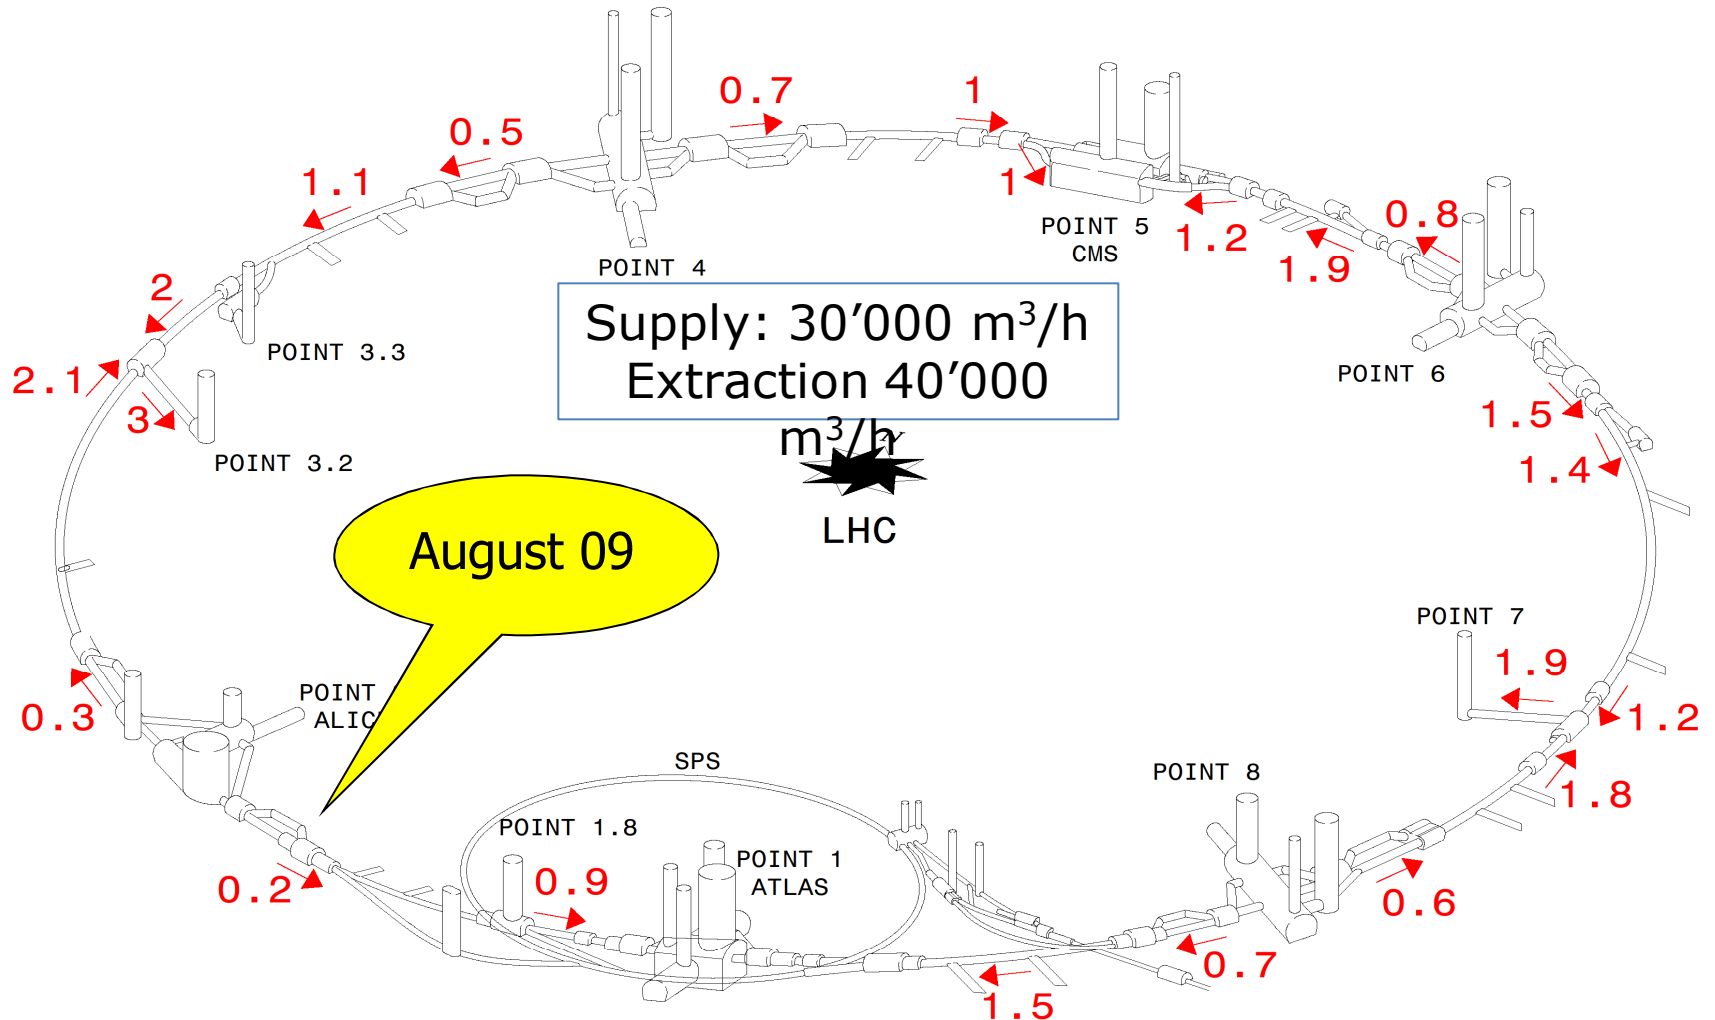 0.7
1
0.5
1.1
1
POINT 5
CMS
1.2
0.8
1.9
POINT 4
2
POINT 3.3
Supply: 30’000 m³/h
Extraction 40’000
m³/h
N
POINT 6
2.1
3
1.5
POINT 3.2
1.4
LHC
August 09
POINT 7
1.9
0.3
POINT
ALIC
1.2
SPS
POINT 8
1.8
POINT 1.8
0.2
0.9
POINT 1
ATLAS
0.6
0.7
1.5